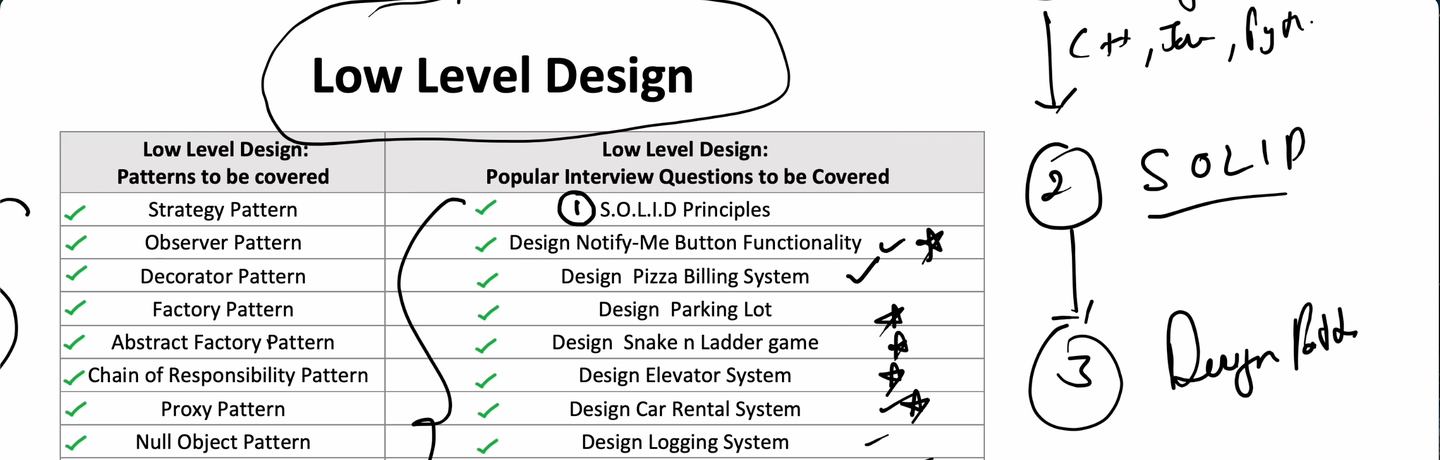 Low Level Design
Low Level Design:
Patterns to be covered
Low Level Design:
Popular Interview Questions to be Covered
Strategy Pattern
1 S.O.L.I.D Principles
Observer Pattern
Design Notify-Me Button Functionality
Decorator Pattern
Design Pizza Billing System
Factory Pattern
Design Parking Lot
Abstract Factory Pattern
Design Snake n Ladder game
Chain of Responsibility Pattern
Design Elevator System
Proxy Pattern
Design Car Rental System
Null Object Pattern
Design Logging System
C++,
2 SOLID
3 Design